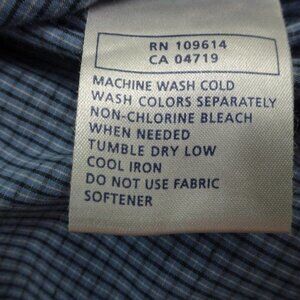 RN 109614
CA 04719
MACHINE WASH COLD
WASH COLORS SEPARATELY
NON-CHLORINE BLEACH
WHEN NEEDED
TUMBLE DRY LOW
COOL IRON
DO NOT USE FABRIC
SOFTENER